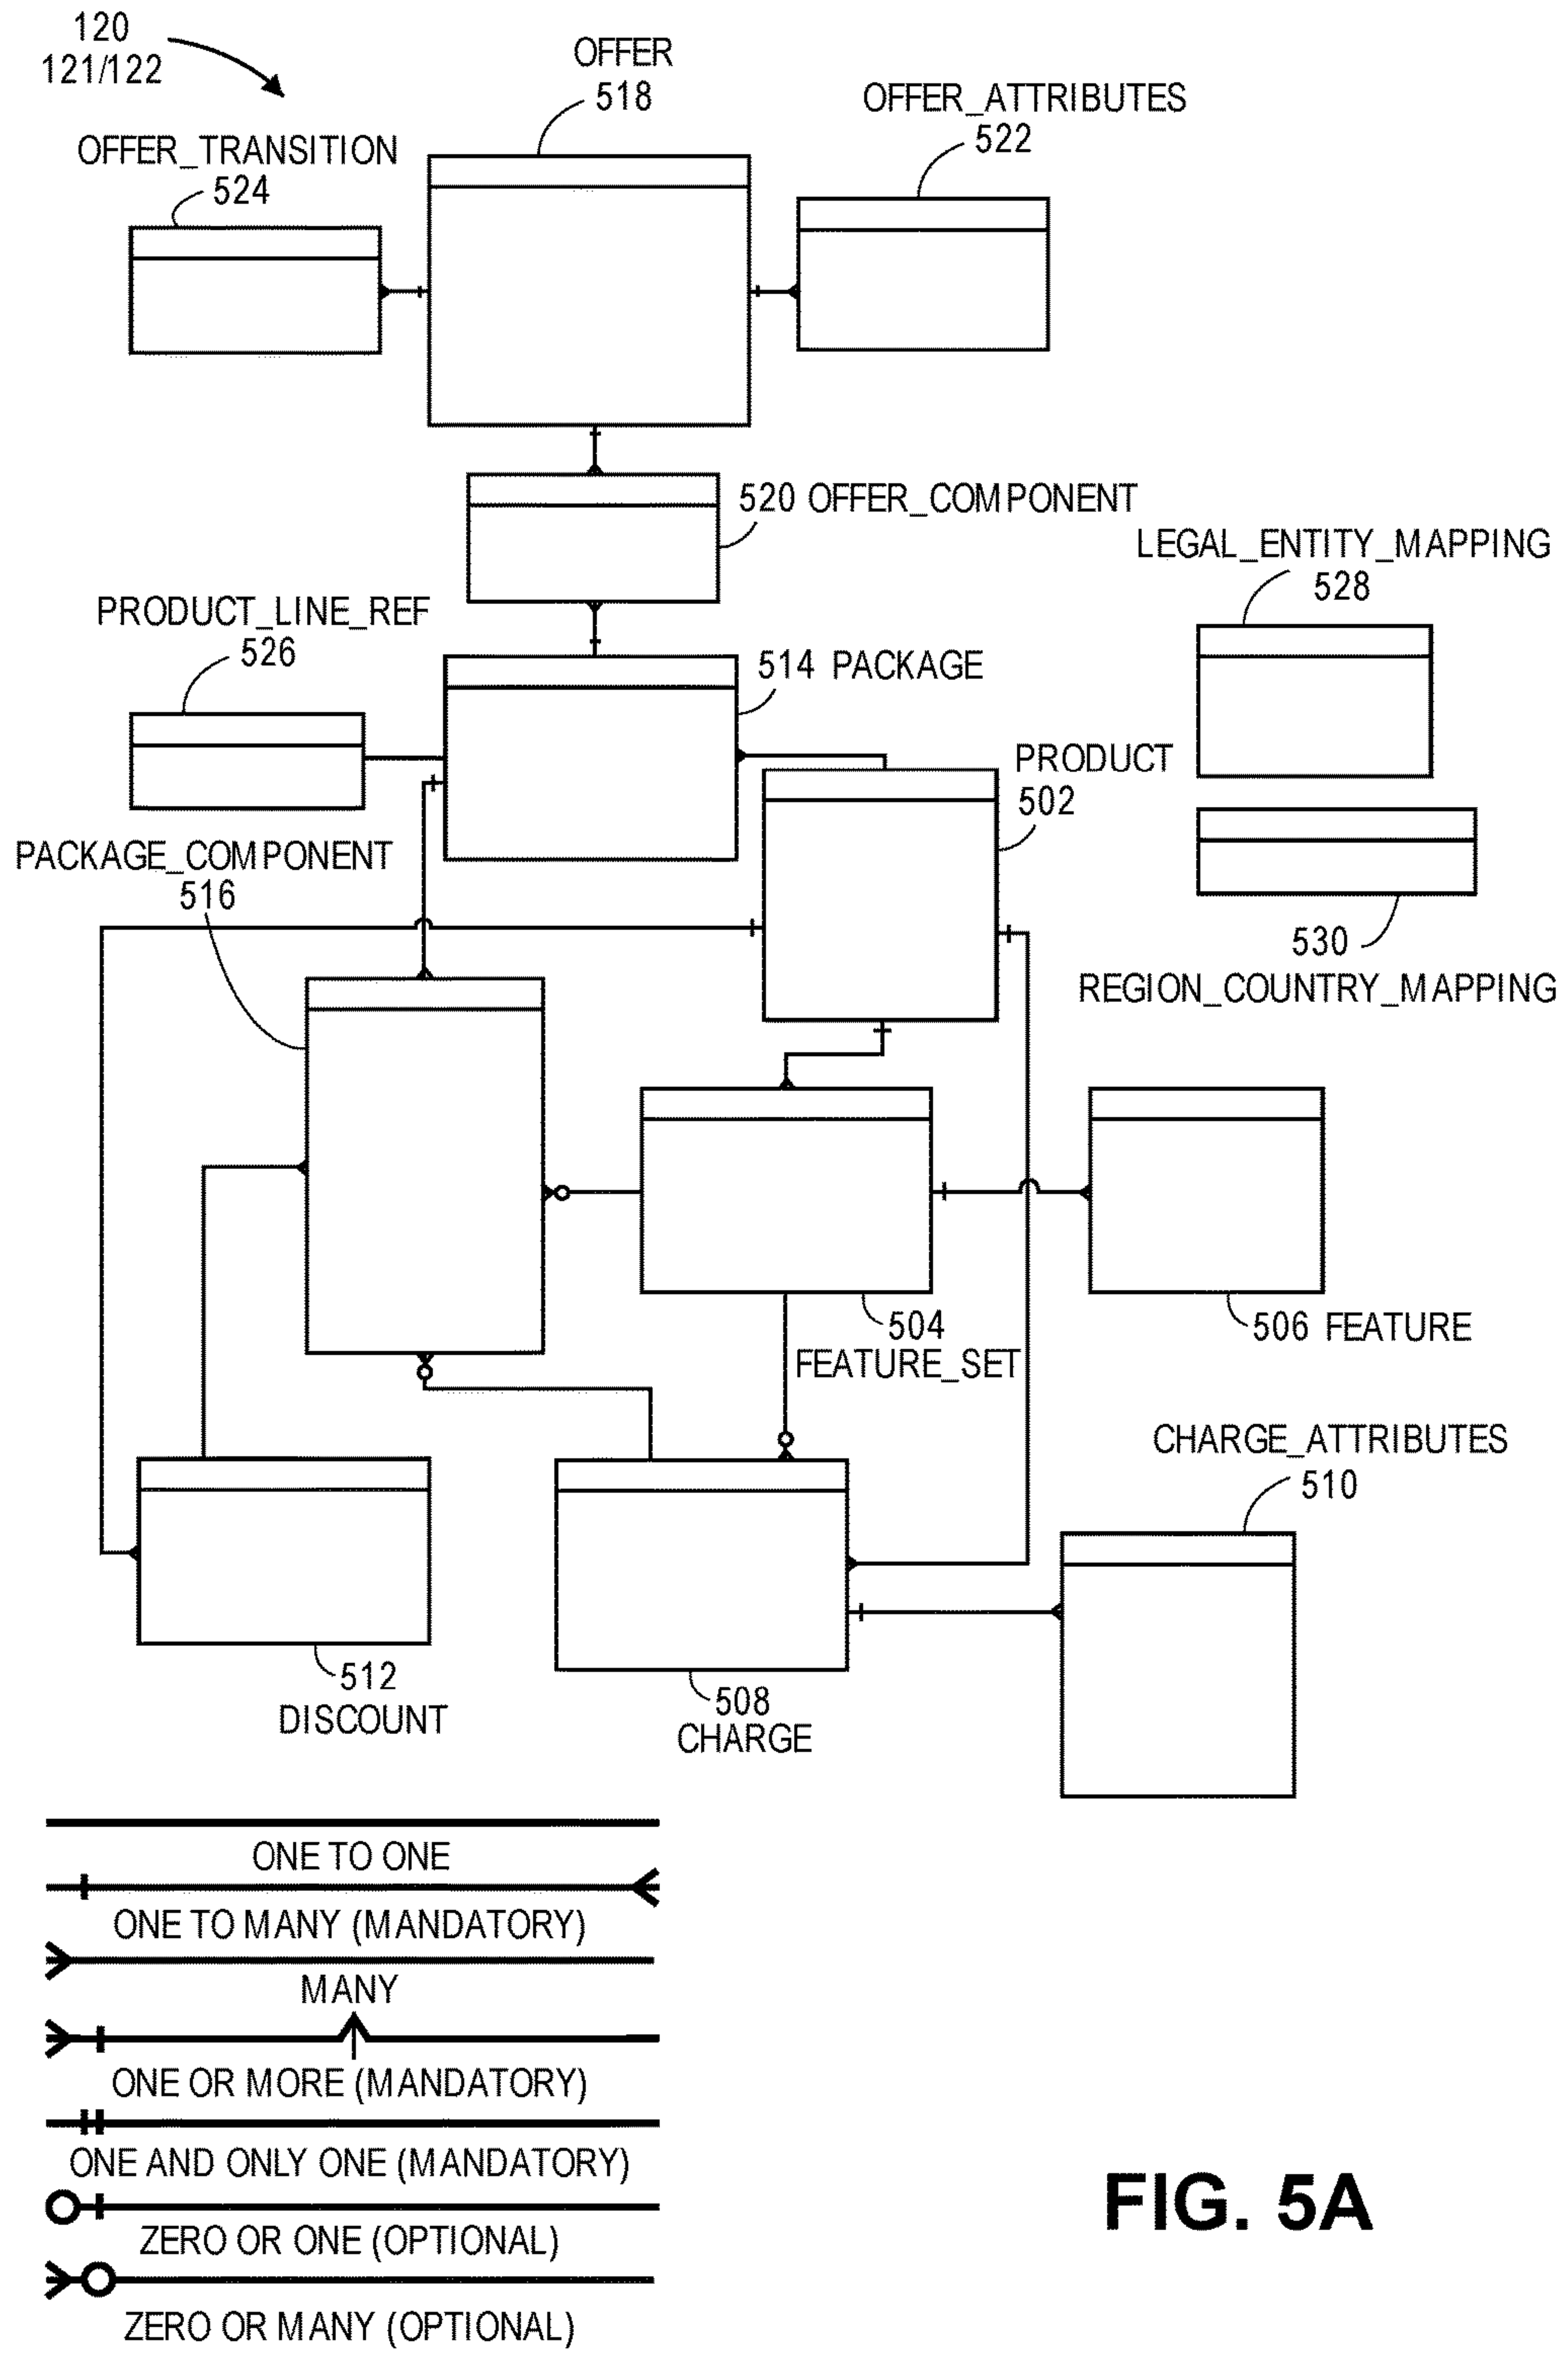 120
121/122
OFFER
518
OFFER_ATTRIBUTES
522
OFFER_TRANSITION
524
520 OFFER_COMPONENT
LEGAL_ENTITY_MAPPING
528
PRODUCT_LINE_REF
526
514 PACKAGE
PRODUCT
502
PACKAGE_COMPONENT
516
530
REGION_COUNTRY_MAPPING
504
FEATURE_SET
506 FEATURE
CHARGE_ATTRIBUTES
510
512
DISCOUNT
508
CHARGE
ONE TO ONE
ONE TO MANY (MANDATORY)
MANY
ONE OR MORE (MANDATORY)
ONE AND ONLY ONE (MANDATORY)
ZERO OR ONE (OPTIONAL)
ZERO OR MANY (OPTIONAL)
FIG. 5A